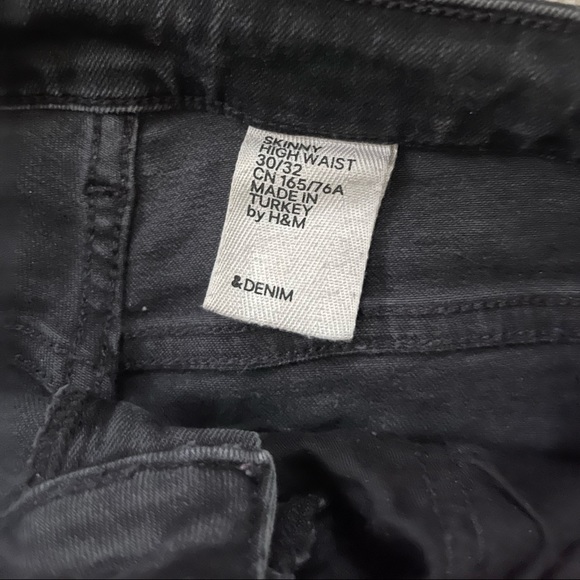 SKINNY
HIGH WAIST
30/32
CN 165/76A
MADE IN
TURKEY
by H&M
&DENIM